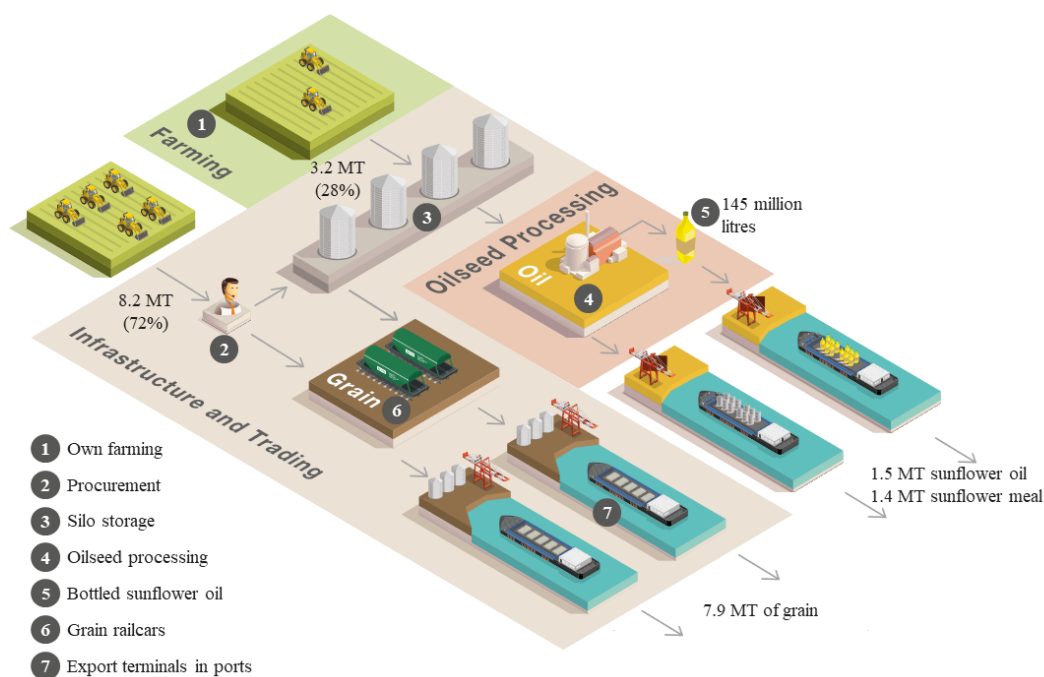 1
Farming
3.2 MT
(28%)
3
Oilseed Processing
5
145 million
litres
Oil
4
8.2 MT
(72%)
2
Infrastructure and Trading
Grain
6
7
1.5 MT sunflower oil
1.4 MT sunflower meal
7.9 MT of grain
1 Own farming
2 Procurement
3 Silo storage
4 Oilseed processing
5 Bottled sunflower oil
6 Grain railcars
7 Export terminals in ports